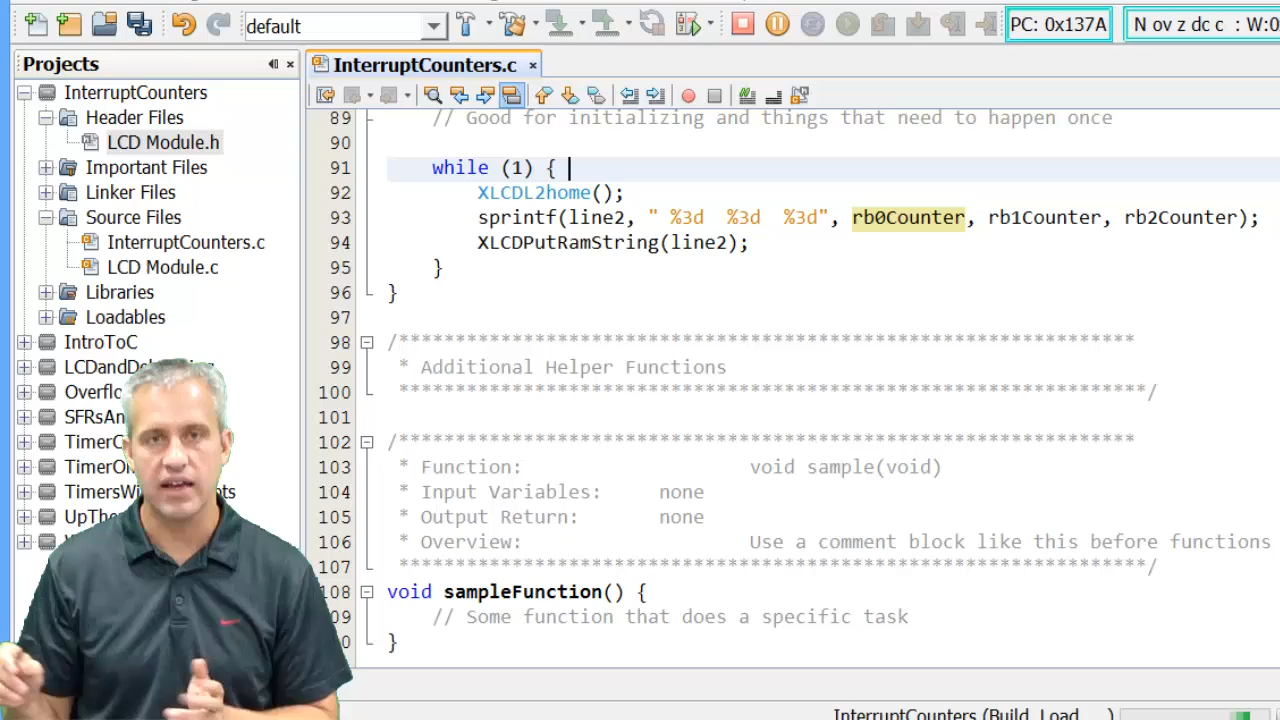 default
PC: 0x137A
N ov z dc c : W:0
Projects
InterruptCounters.c
InterruptCounters
Header Files
LCD Module.h
Important Files
Linker Files
Source Files
InterruptCounters.c
LCD Module.c
Libraries
Loadables
IntroToC
89 // Good for initializing and things that need to happen once
90
91 while (1) {
92 XLCDL2home();
93 sprintf(line2, " %3d  %3d  %3d", rb0Counter, rb1Counter, rb2Counter);
94 XLCDPutRamString(line2);
95 }
96 }
97
98 /******************************************************************
99 * Additional Helper Functions
100 ******************************************************************/
101
102 /******************************************************************
103 * Function: void sample(void)
104 * Input Variables: none
105 * Output Return: none
106 * Overview: Use a comment block like this before functions
107 ******************************************************************/
108 void sampleFunction() {
// Some function that does a specific task
}
InterruptCounters (Build, Load, ...)